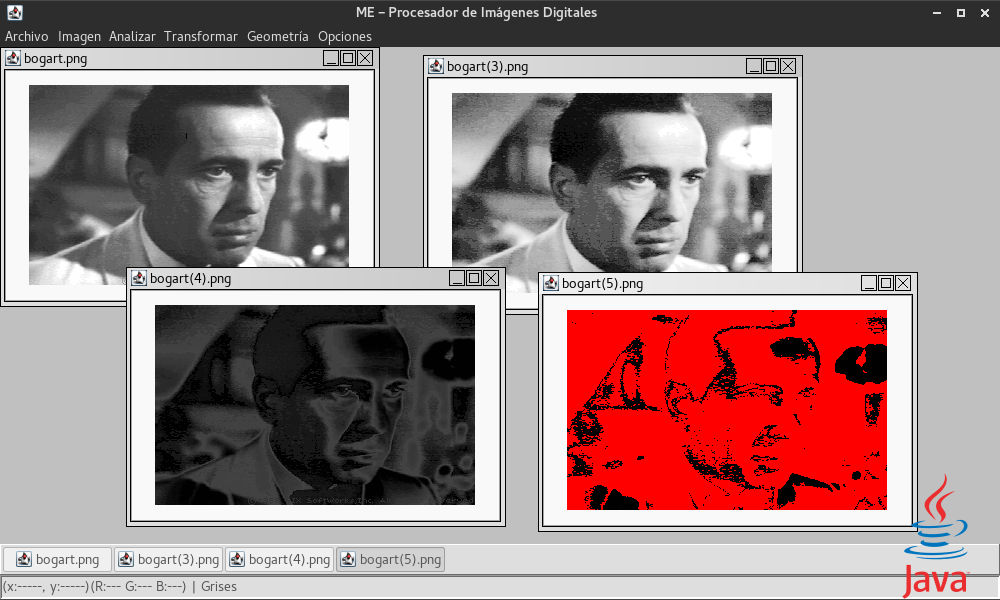 ME – Procesador de Imágenes Digitales
Archivo Imagen Analizar Transformar Geometría Opciones
bogart.png
bogart(3).png
bogart(4).png
bogart(5).png
bogart.png bogart(3).png bogart(4).png bogart(5).png
(x:-----, y:-----)(R:--- G:--- B:---) | Grises
Java